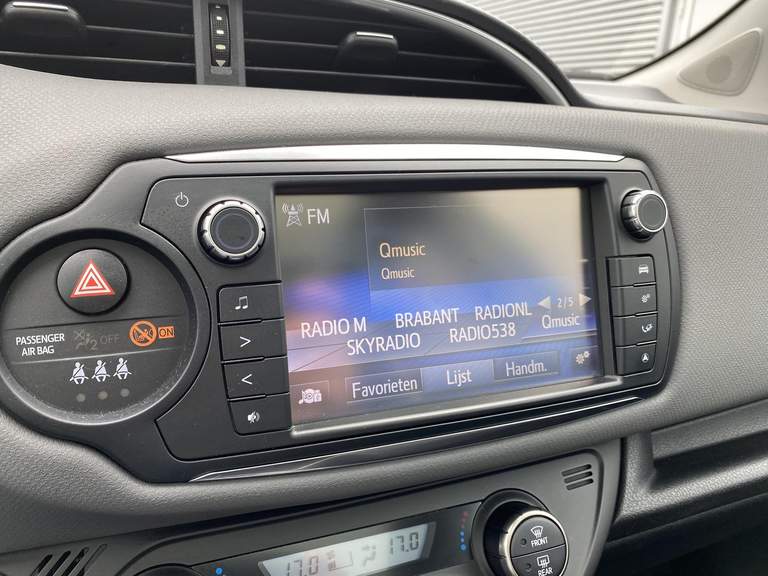 FM
Qmusic
Qmusic
RADIO M BRABANT RADIONL 2/5
SKYRADIO RADIO538 Qmusic
Favorieten Lijst Handm.
PASSENGER
AIR BAG
2 OFF
ON
17.0 17.0
FRONT
REAR